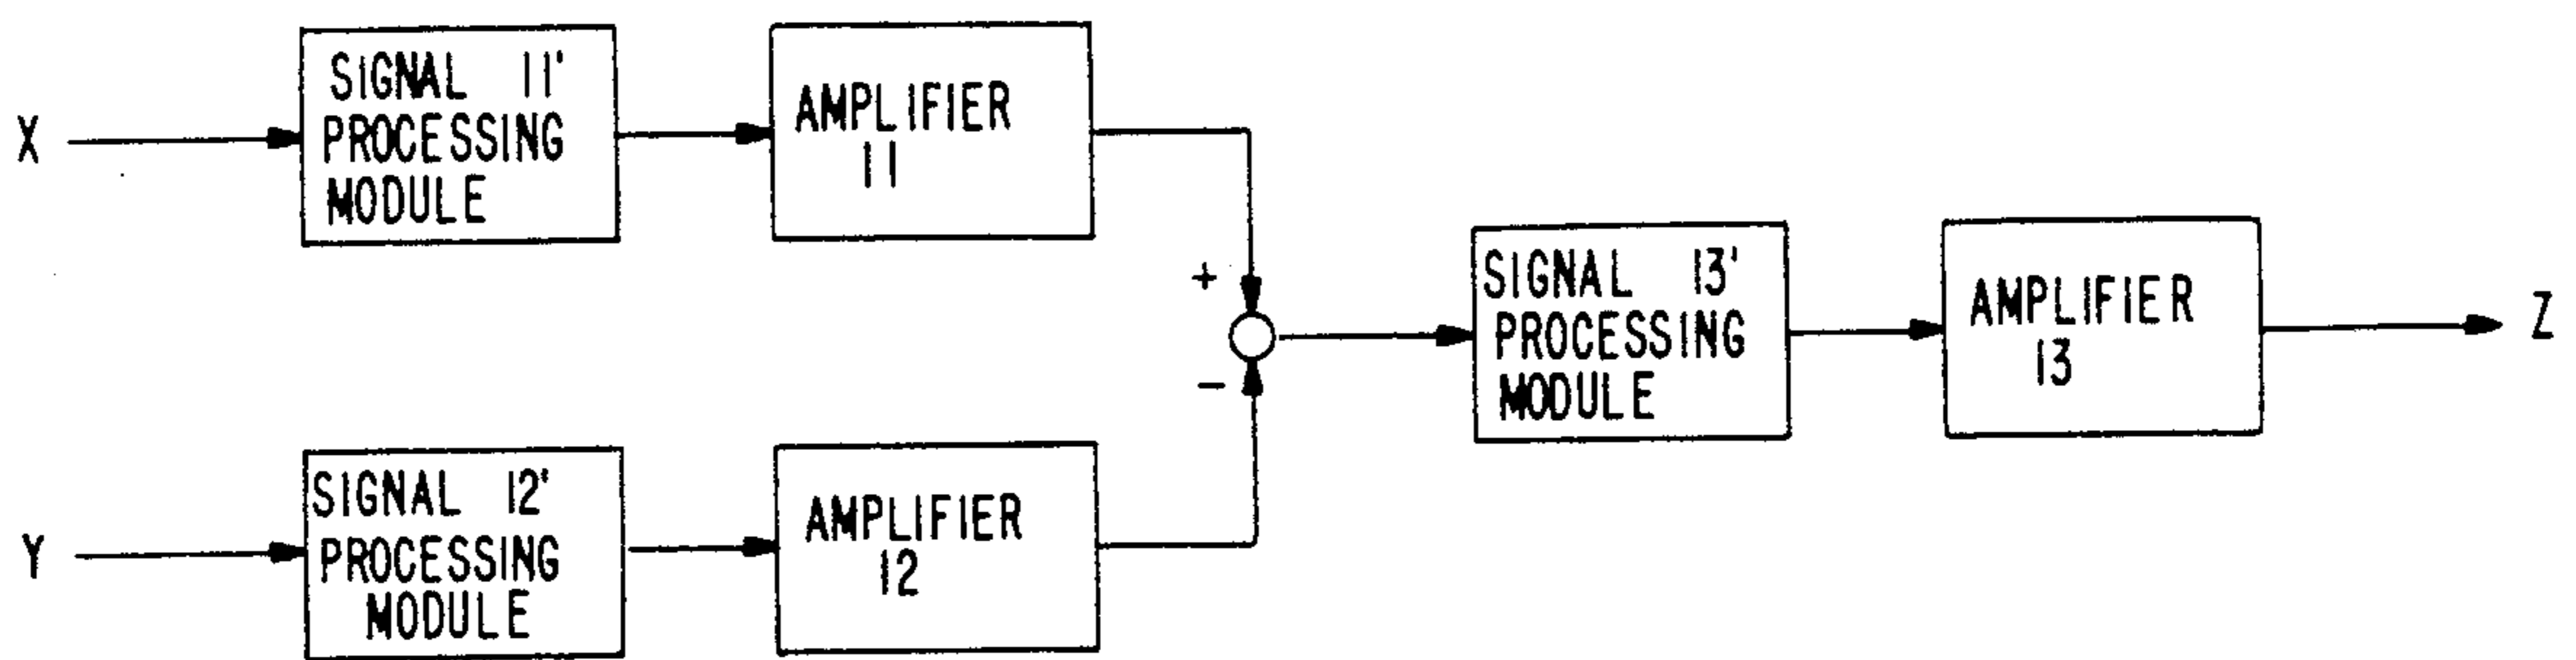 X
SIGNAL 11'
PROCESSING
MODULE
AMPLIFIER
11
+
-
Y
SIGNAL 12'
PROCESSING
MODULE
AMPLIFIER
12
SIGNAL 13'
PROCESSING
MODULE
AMPLIFIER
13
Z